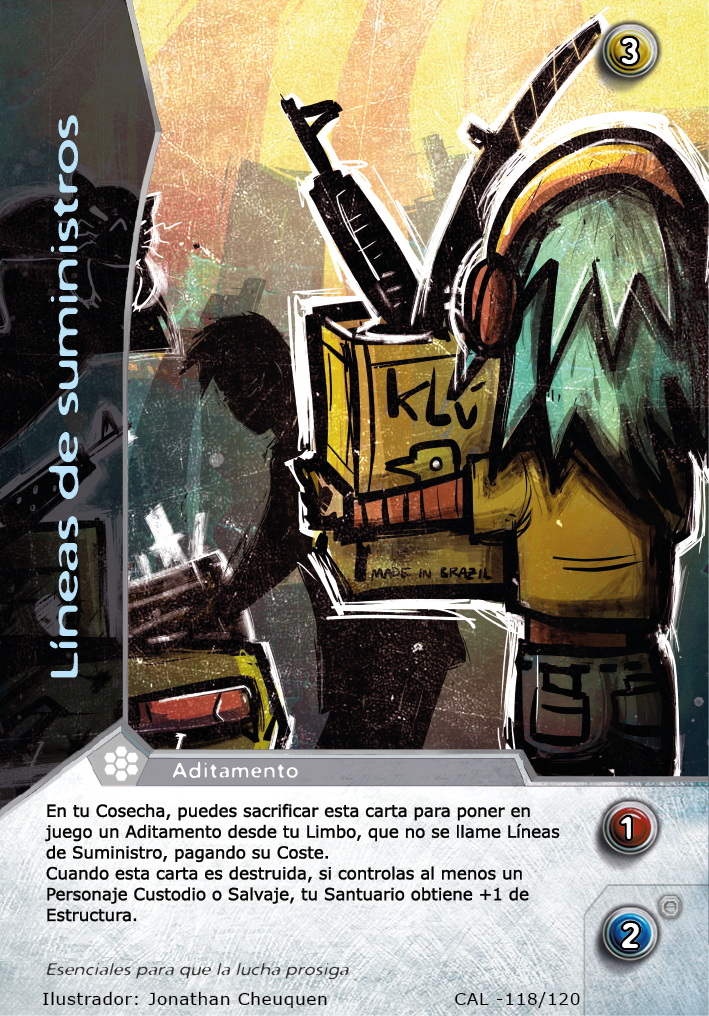 3
Líneas de suministros
KLÚ
MADE IN BRAZIL
Aditamento
En tu Cosecha, puedes sacrificar esta carta para poner en
juego un Aditamento desde tu Limbo, que no se llame Líneas
de Suministro, pagando su Coste.
Cuando esta carta es destruida, si controlas al menos un
Personaje Custodio o Salvaje, tu Santuario obtiene +1 de
Estructura.
1
2
Esenciales para que la lucha prosiga
Ilustrador: Jonathan Cheuquen CAL -118/120